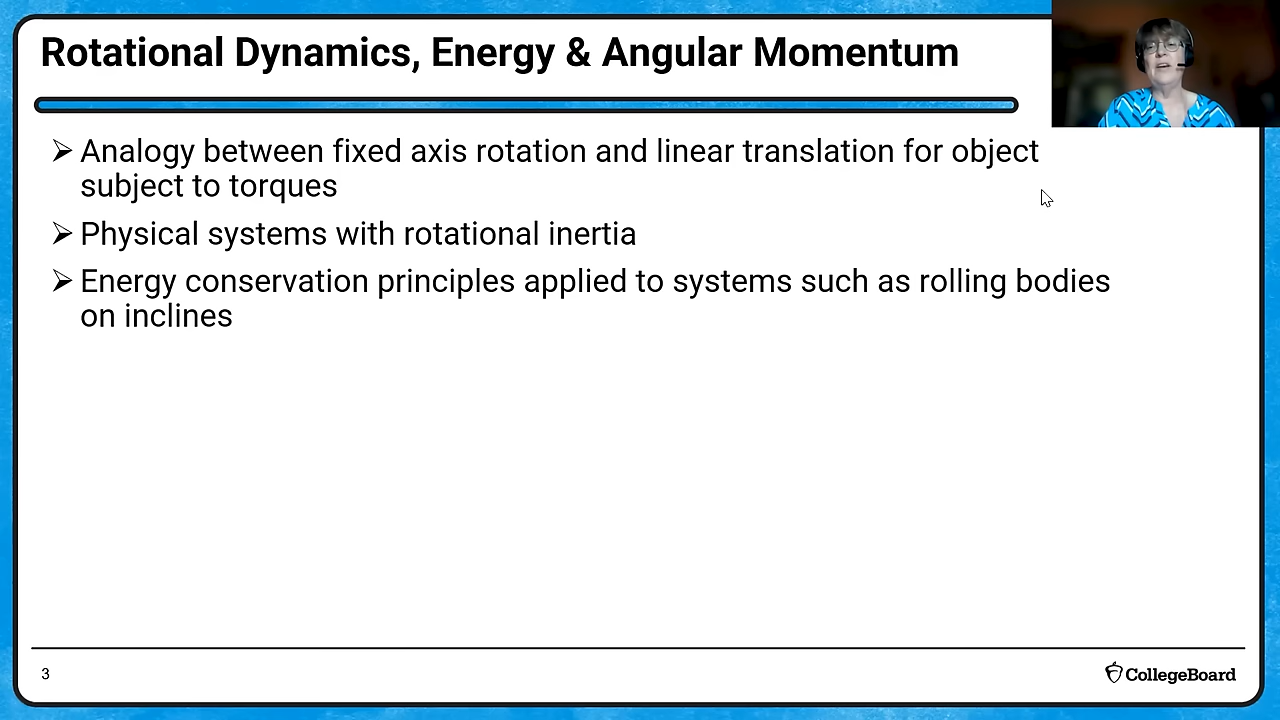 Rotational Dynamics, Energy & Angular Momentum
Analogy between fixed axis rotation and linear translation for object
subject to torques
Physical systems with rotational inertia
Energy conservation principles applied to systems such as rolling bodies
on inclines
3
CollegeBoard